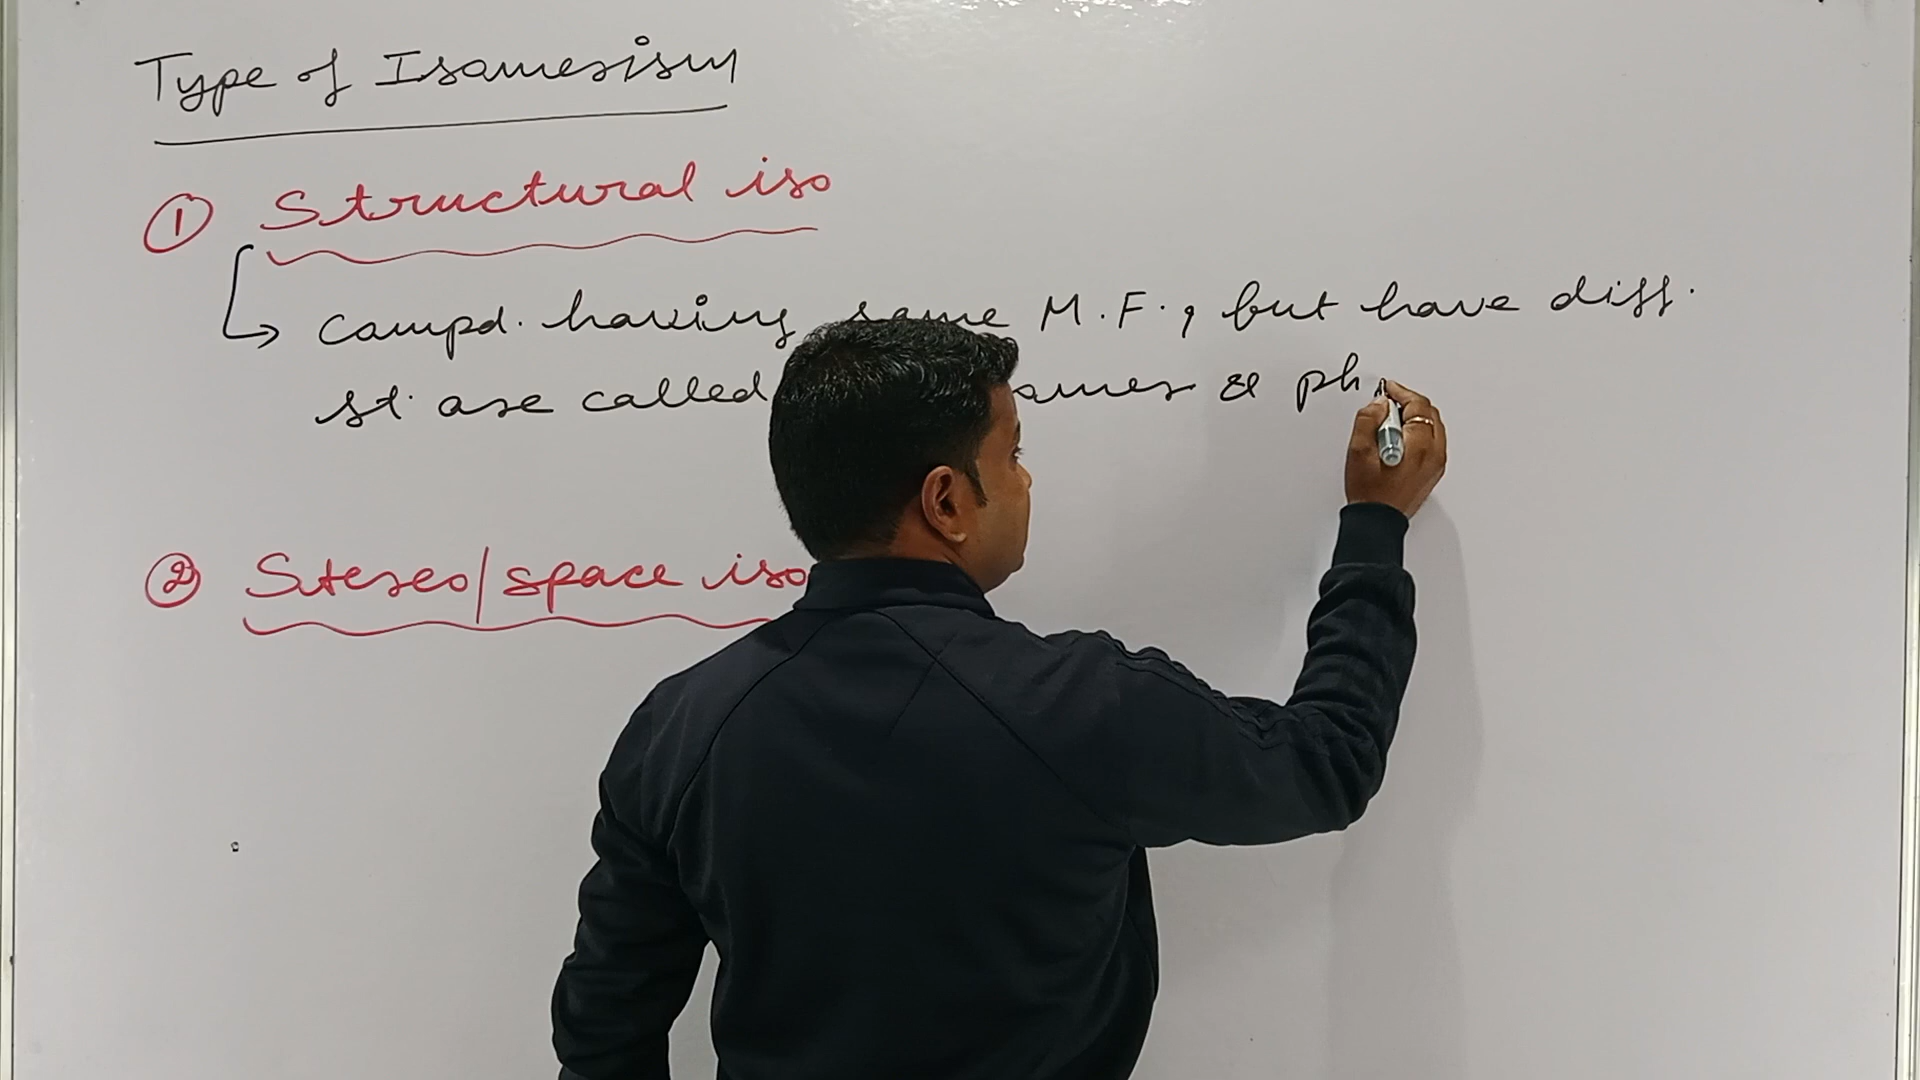 Type of Isomerism
① Structural iso
Compd. having same M.F., but have diff.
st. are called & ph
② Stereo/space iso